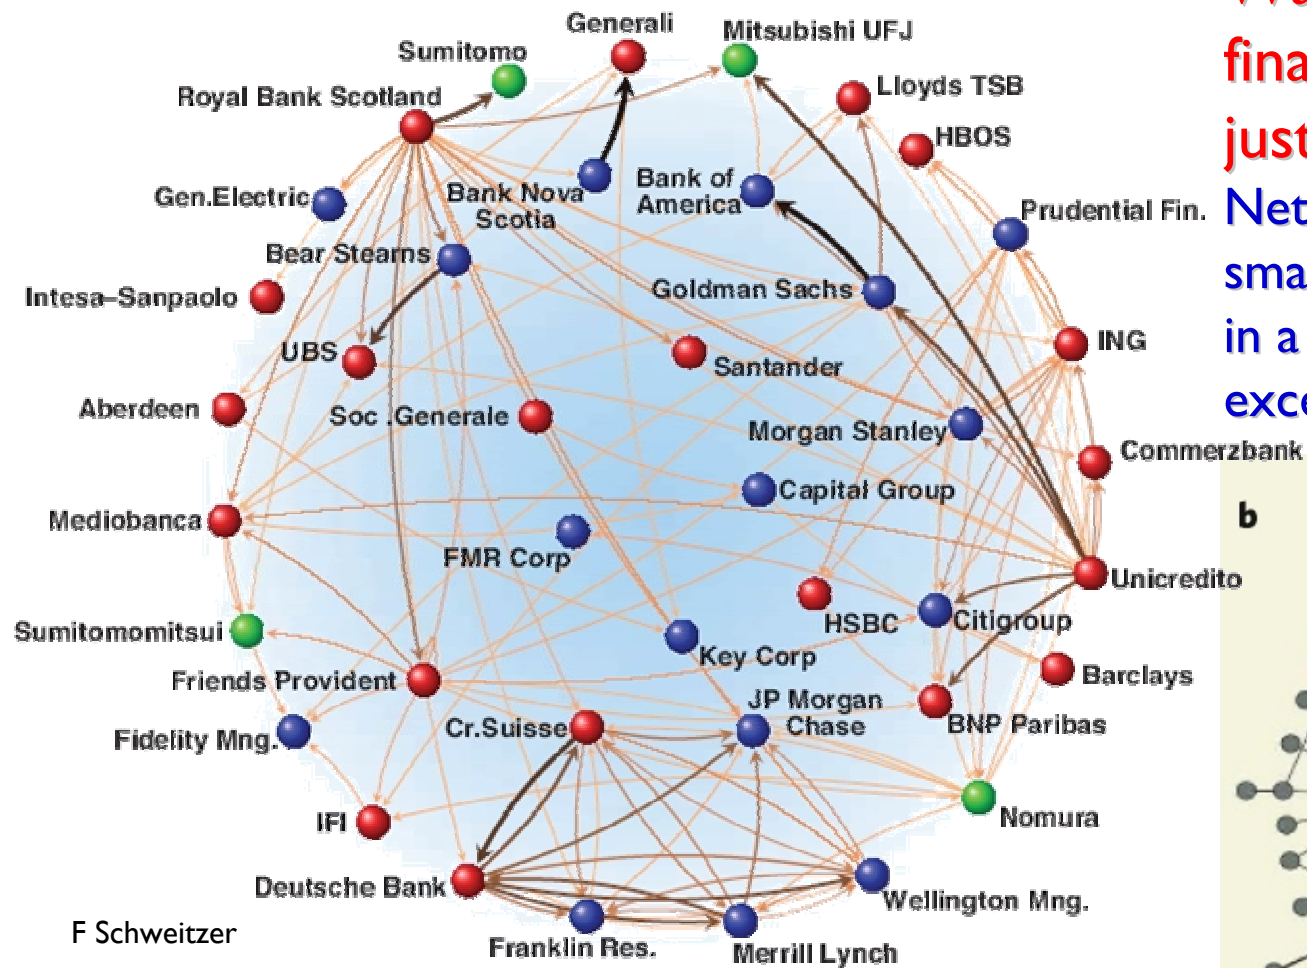 Generali
Mitsubishi UFJ
Sumitomo
Royal Bank Scotland
Lloyds TSB
HBOS
Gen.Electric
Bank Nova
Scotia
Bank of
America
Prudential Fin.
Bear Stearns
Goldman Sachs
Intesa–Sanpaolo
UBS
Santander
ING
Aberdeen
Soc .Generale
Morgan Stanley
Commerzbank
Capital Group
Mediobanca
FMR Corp
Unicredito
HSBC
Citigroup
Sumitomomitsui
Key Corp
Friends Provident
Barclays
JP Morgan
Chase
BNP Paribas
Fidelity Mng.
Cr.Suisse
IFI
Nomura
Deutsche Bank
Wellington Mng.
F Schweitzer
Franklin Res.
Merrill Lynch
fina
just
Net
sma
in a
exce
b